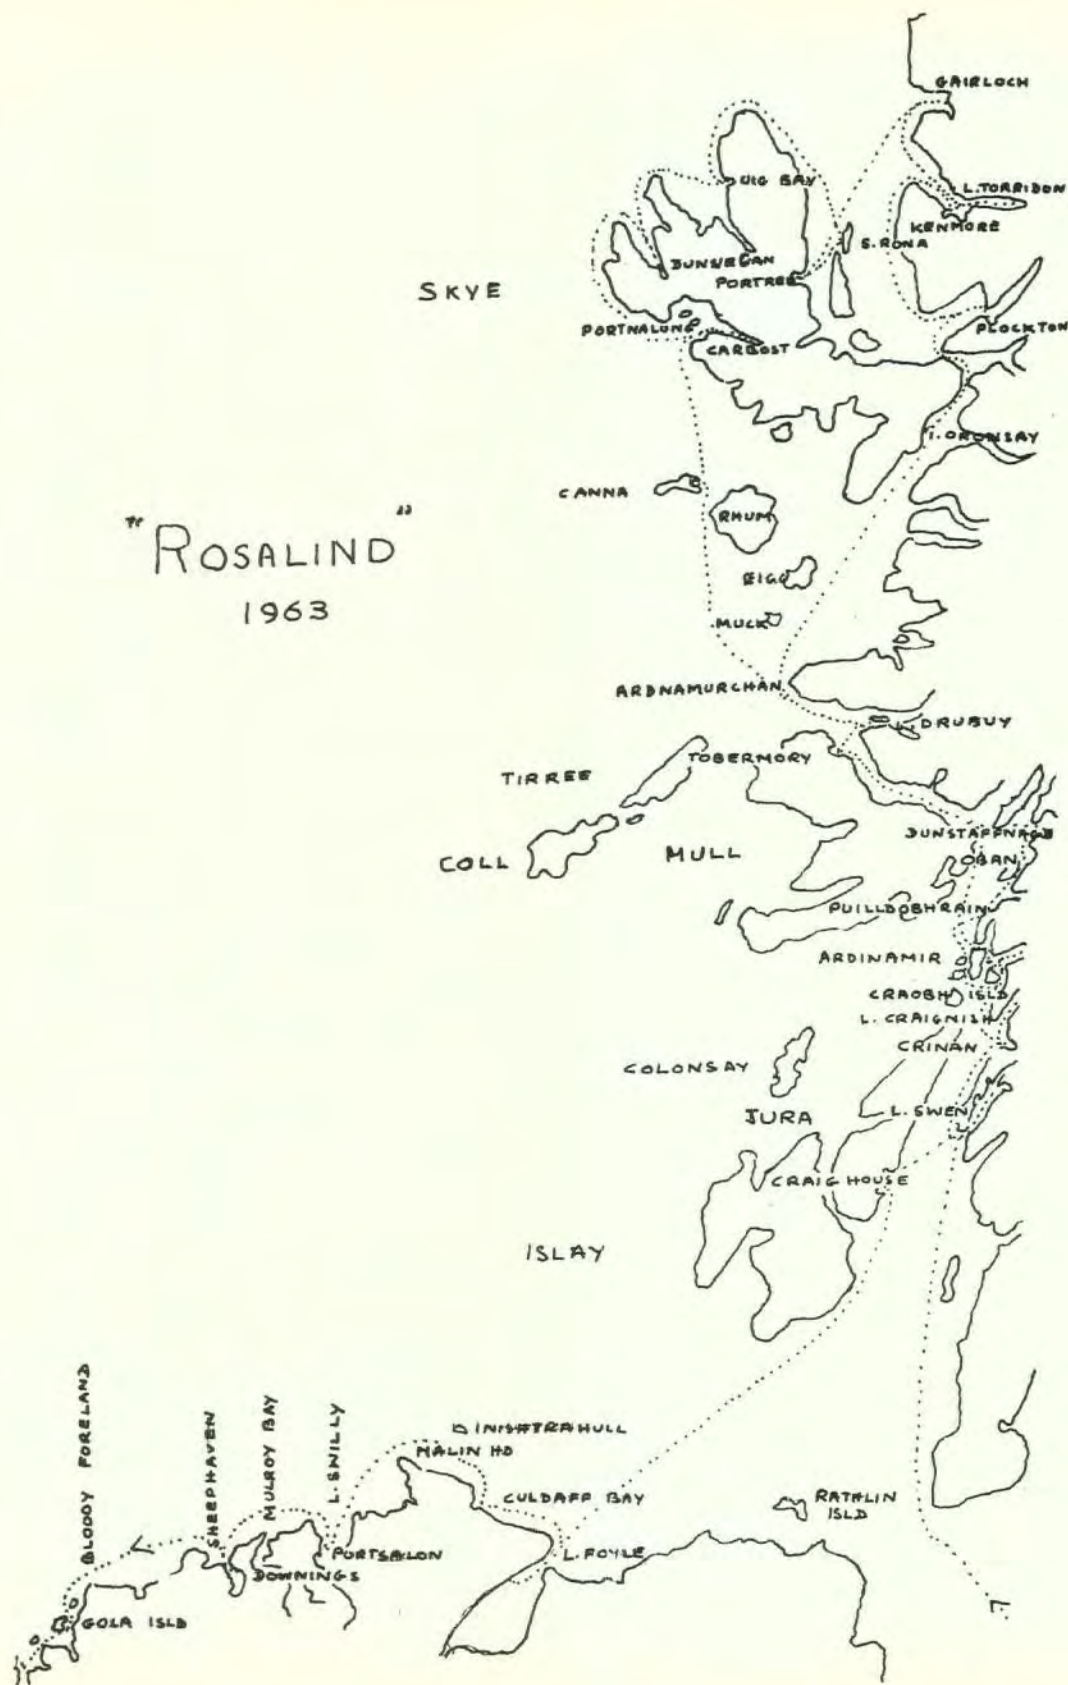 GAIRLOCH
L. TORRIDON
UIG BAY
KENMORE
S. RONA
DUNVEGAN
PORTREE
SKYE
PORTNALUNG
PLOCKTON
CARBOST
I. ORONSAY
CANNA
RHUM
"ROSALIND"
1963
EIGG
MUCK
ARDNAMURCHAN
L. DRUBUY
TOBERMORY
TIRREE
DUNSTAFFNAGE
COLL
MULL
OBAN
PUILLDOBHRAIN
ARDINAMIR
CRAOBH ISLD
L. CRAIGNISH
CRINAN
COLONSAY
JURA
L. SWEN
CRAIG HOUSE
ISLAY
BLOODY FORELAND
SHEEPHAVEN
MULROY BAY
L. SWILLY
INISHTRAHULL
MALIN HD
CULDAFF BAY
RATHLIN
ISLD
PORTSALON
L. FOYLE
DOWNINGS
GOLA ISLD